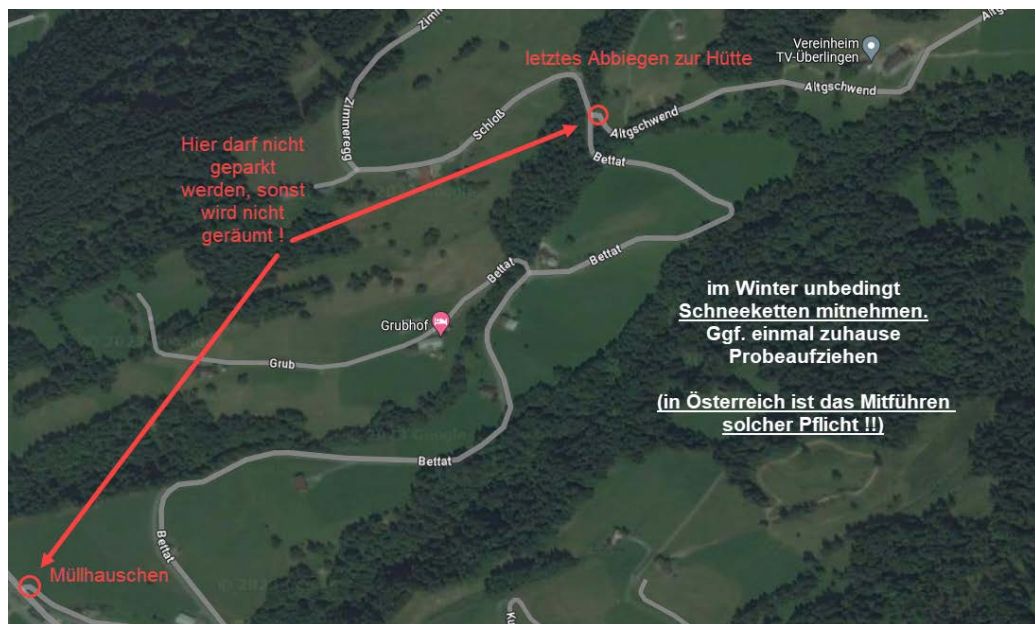 Zimm
letztes Abbiegen zur Hütte
Vereinheim
TV-Überlingen
Altgschwend
Zimmeregg
Schloß
Altgschwend
Hier darf nicht
geparkt
werden, sonst
wird nicht
geräumt !
Bettat
Bettat
Bettat
im Winter unbedingt
Schneeketten mitnehmen.
Ggf. einmal zuhause
Probeaufziehen
Grubhof
Grub
(in Österreich ist das Mitführen
solcher Pflicht !!)
Bettat
Bettat
Müllhauschen